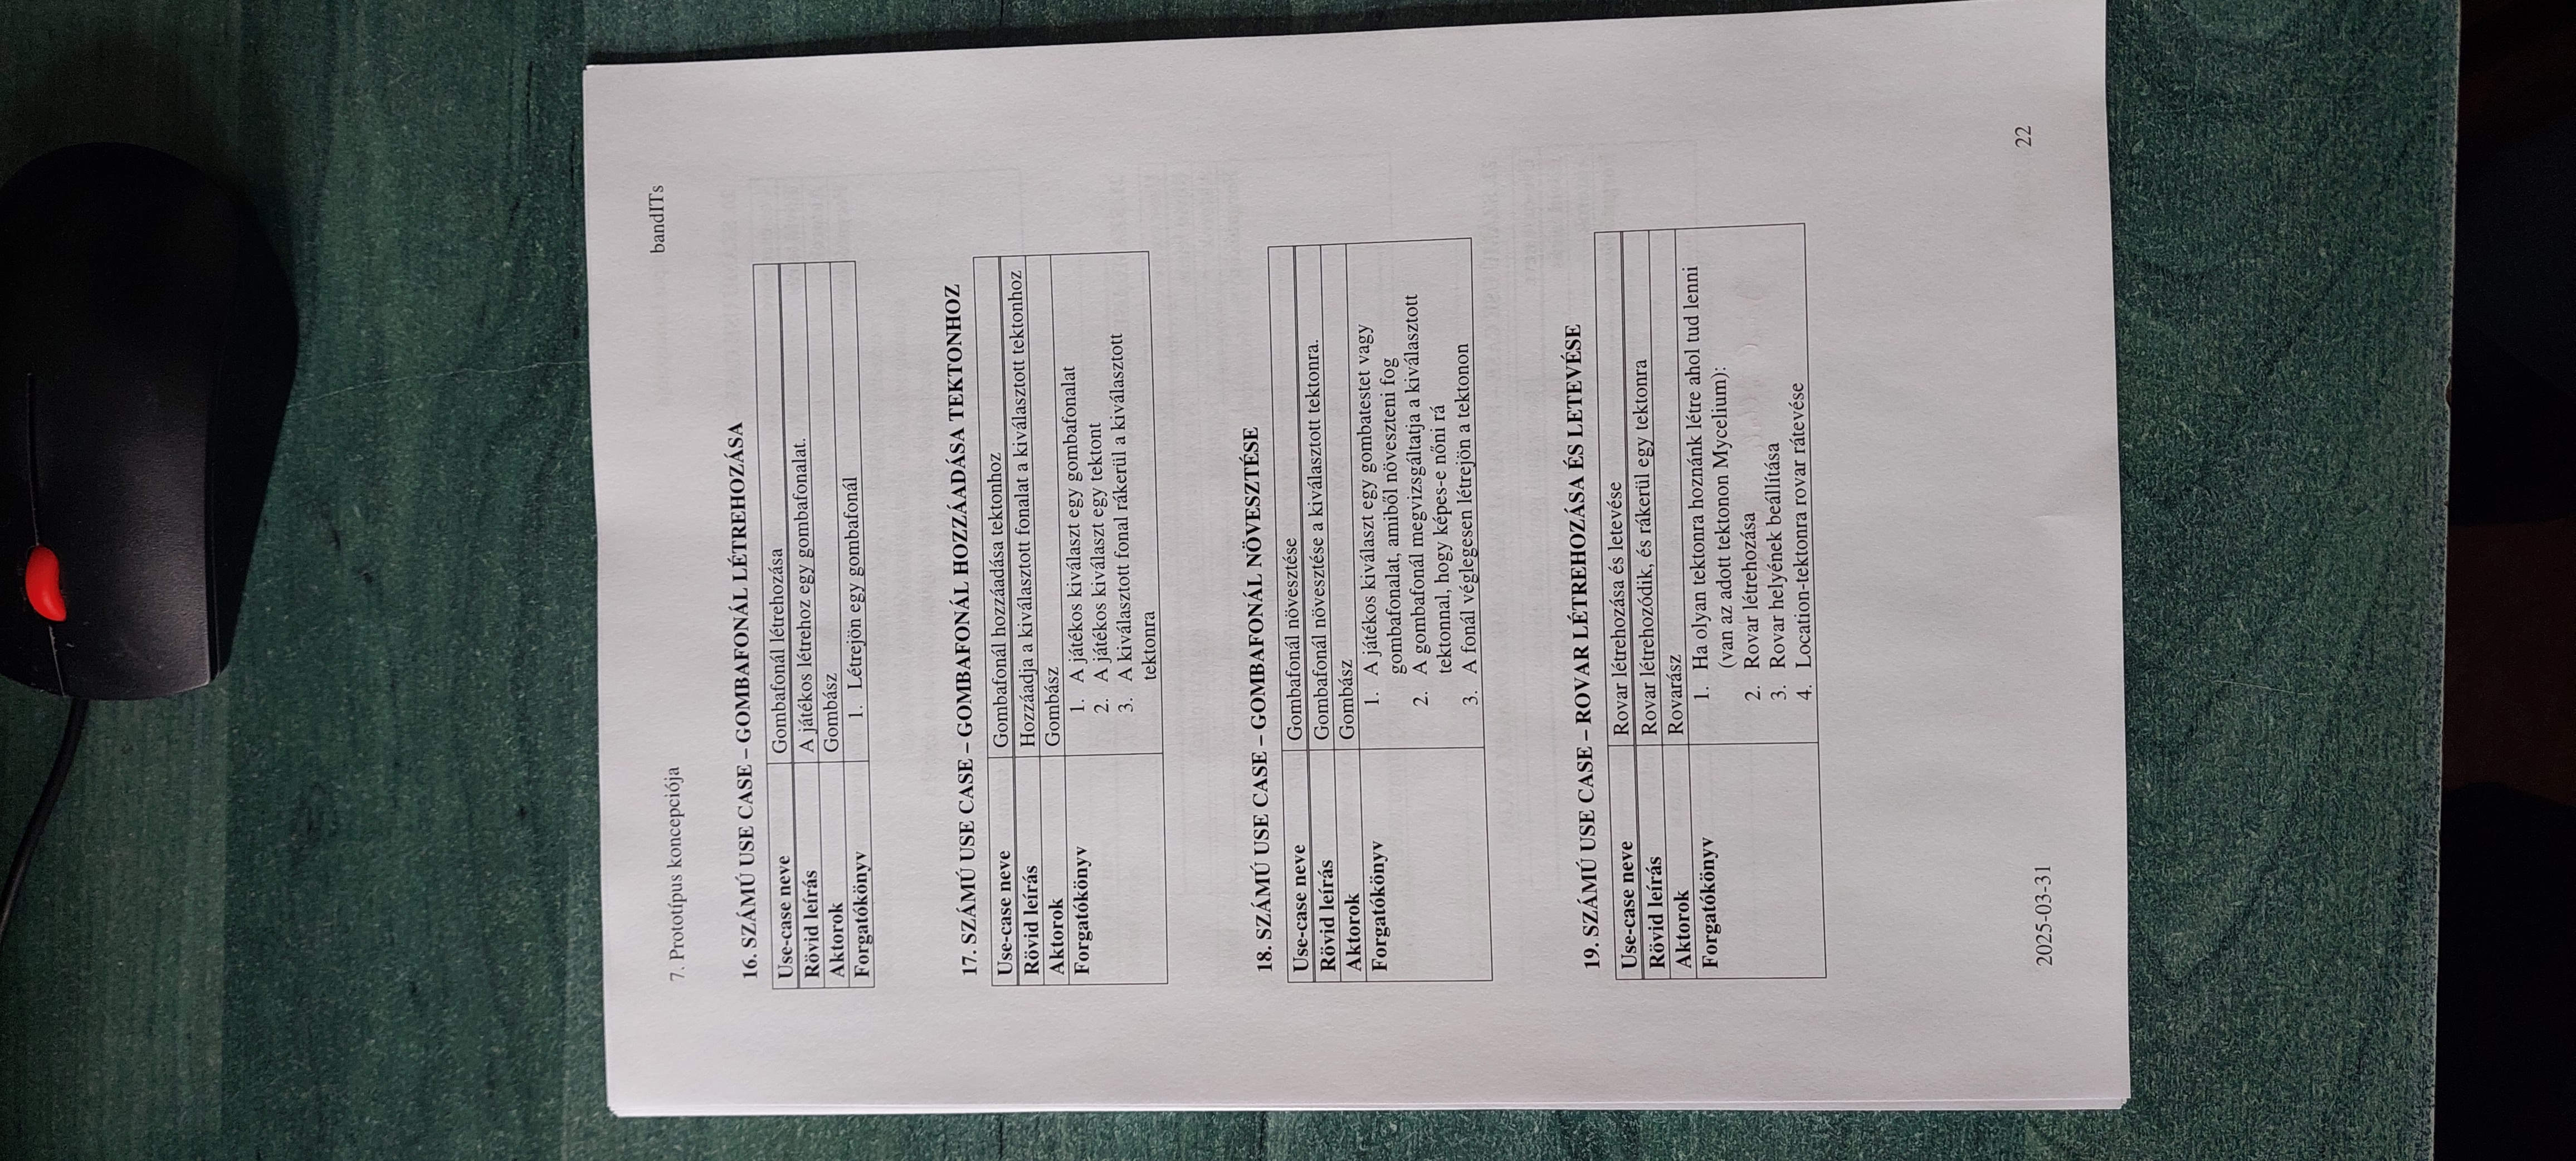 7. Prototípus koncepciója bandITs
16. SZÁMÚ USE CASE – GOMBAFONÁL LÉTREHOZÁSA
Use-case neve Gombafonál létrehozása
Rövid leírás A játékos létrehoz egy gombafonalat.
Aktorok Gombász
Forgatókönyv 1. Létrejön egy gombafonál
17. SZÁMÚ USE CASE – GOMBAFONÁL HOZZÁADÁSA TEKTONHOZ
Use-case neve Gombafonál hozzáadása tektonhoz
Rövid leírás Hozzáadja a kiválasztott fonalat a kiválasztott tektonhoz
Aktorok Gombász
Forgatókönyv 1. A játékos kiválaszt egy gombafonalat
2. A játékos kiválaszt egy tektont
3. A kiválasztott fonal rákerül a kiválasztott
tektonra
18. SZÁMÚ USE CASE – GOMBAFONÁL NÖVESZTÉSE
Use-case neve Gombafonál növesztése
Rövid leírás Gombafonál növesztése a kiválasztott tektonra.
Aktorok Gombász
Forgatókönyv 1. A játékos kiválaszt egy gombatestet vagy
gombafonalat, amiből növeszteni fog
2. A gombafonál megvizsgáltatja a kiválasztott
tektonnal, hogy képes-e nőni rá
3. A fonál véglegesen létrejön a tektonon
19. SZÁMÚ USE CASE – ROVAR LÉTREHOZÁSA ÉS LETEVÉSE
Use-case neve Rovar létrehozása és letevése
Rövid leírás Rovar létrehozódik, és rákerül egy tektonra
Aktorok Rovarász
Forgatókönyv 1. Ha olyan tektonra hoznánk létre ahol tud lenni
(van az adott tektonon Mycelium):
2. Rovar létrehozása
3. Rovar helyének beállítása
4. Location-tektonra rovar rátevése
2025-03-31 22